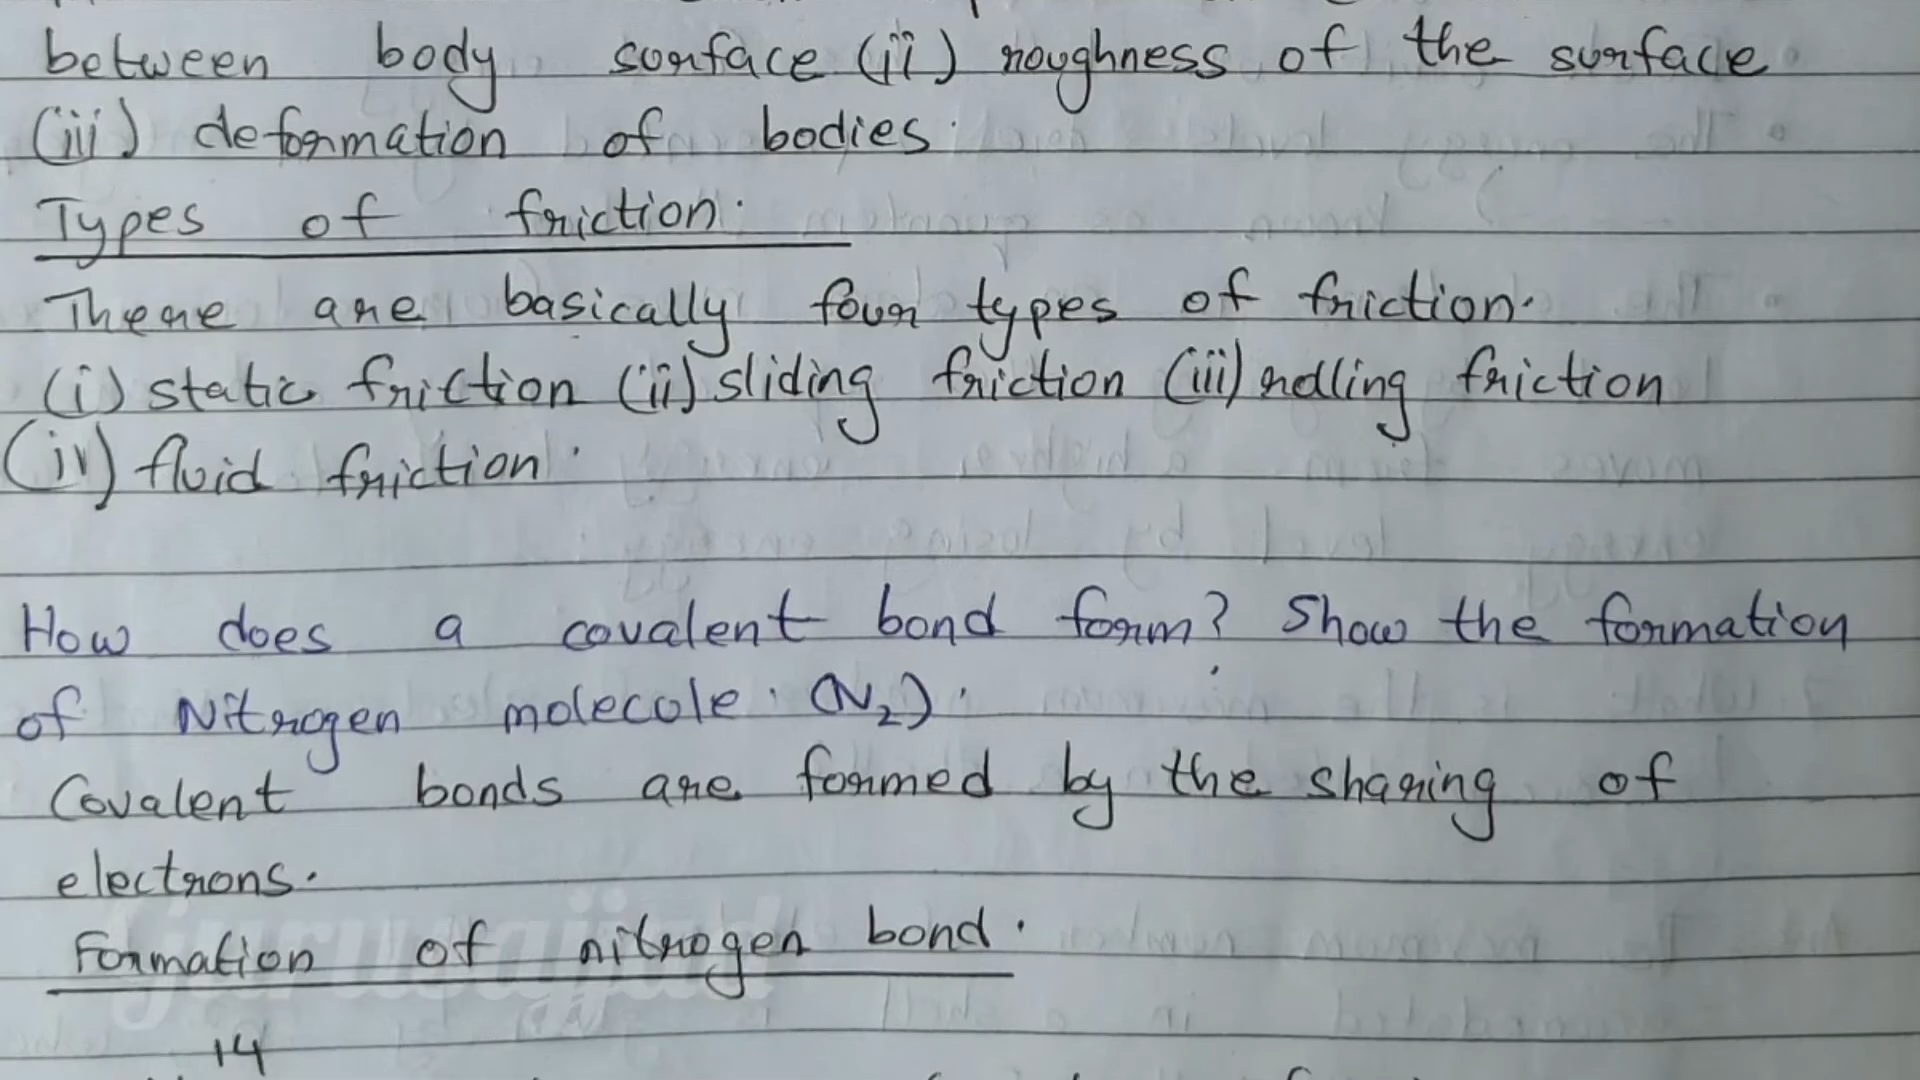 between body surface (ii) roughness of the surface
(iii) deformation of bodies.
Types of friction.
There are basically four types of friction.
(i) static friction (ii) sliding friction (iii) rolling friction
(iv) fluid friction.
How does a covalent bond form? Show the formation
of Nitrogen molecole. (N₂).
Covalent bonds are formed by the sharing of
electrons.
Formation of nitrogen bond.
14